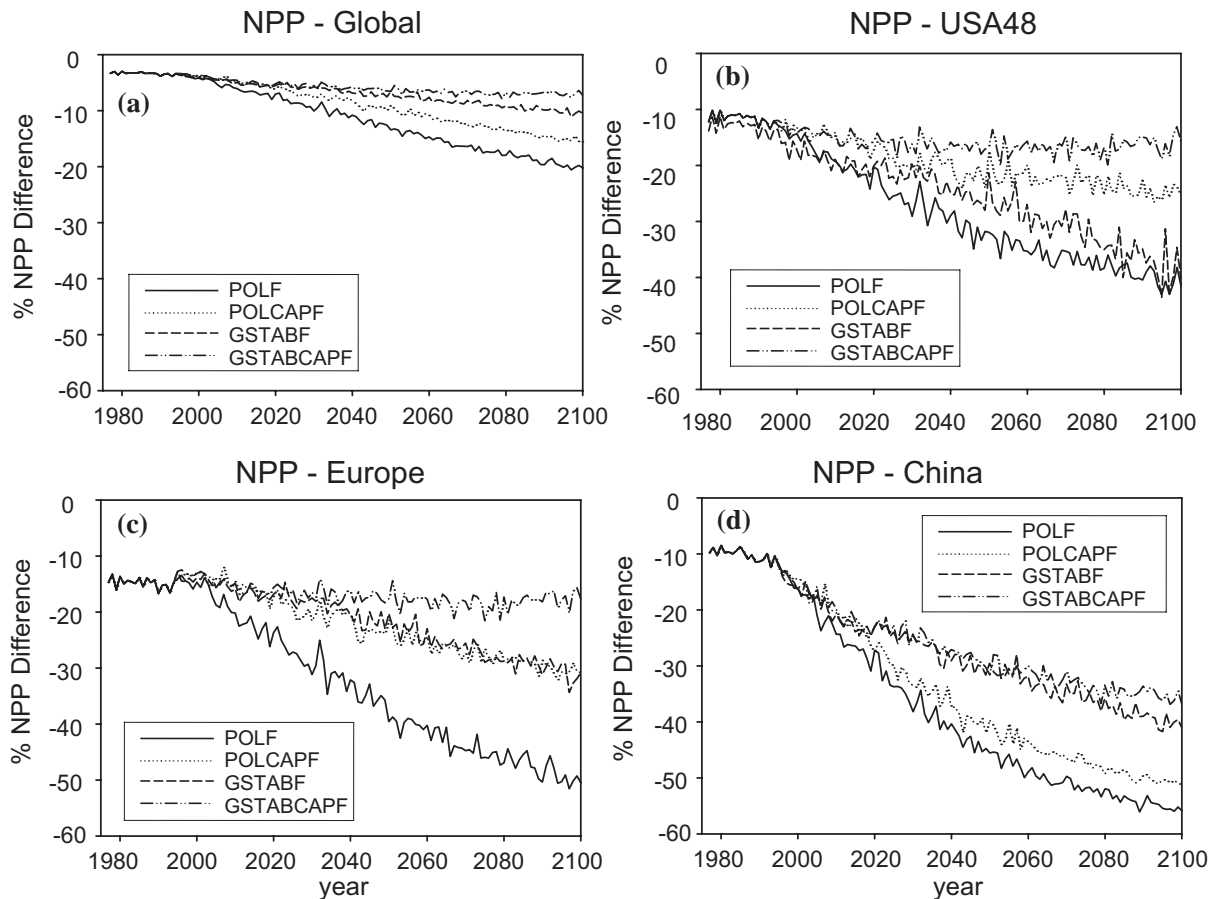 NPP - Global
0
-10
-20
-30
-40
-50
-60
% NPP Difference
(a)
POLF
POLCAPF
GSTABF
GSTABCAPF
1980 2000 2020 2040 2060 2080 2100
NPP - USA48
0
-10
-20
-30
-40
-50
-60
% NPP Difference
(b)
POLF
POLCAPF
GSTABF
GSTABCAPF
1980 2000 2020 2040 2060 2080 2100
NPP - Europe
0
-10
-20
-30
-40
-50
-60
% NPP Difference
(c)
POLF
POLCAPF
GSTABF
GSTABCAPF
1980 2000 2020 2040 2060 2080 2100
year
NPP - China
0
-10
-20
-30
-40
-50
-60
% NPP Difference
(d)
POLF
POLCAPF
GSTABF
GSTABCAPF
1980 2000 2020 2040 2060 2080 2100
year